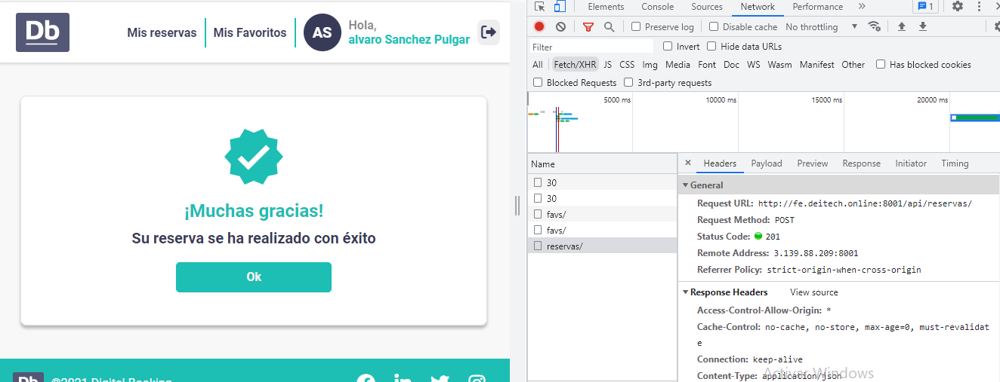 Db
Mis reservas
Mis Favoritos
AS
Hola,
alvaro Sanchez Pulgar
¡Muchas gracias!
Su reserva se ha realizado con éxito
Ok
Db ©2021 Digital Booking
Elements Console Sources Network Performance » 1
Preserve log Disable cache No throttling
Filter Invert Hide data URLs
All Fetch/XHR JS CSS Img Media Font Doc WS Wasm Manifest Other Has blocked cookies
Blocked Requests 3rd-party requests
5000 ms 10000 ms 15000 ms 20000 ms
Name
30
30
favs/
favs/
reservas/
× Headers Payload Preview Response Initiator Timing
General
Request URL: http://fe.deitech.online:8001/api/reservas/
Request Method: POST
Status Code: 201
Remote Address: 3.139.88.209:8001
Referrer Policy: strict-origin-when-cross-origin
Response Headers View source
Access-Control-Allow-Origin: *
Cache-Control: no-cache, no-store, max-age=0, must-revalidat
e
Connection: keep-alive
Content-Type: application/json
Activar Windows